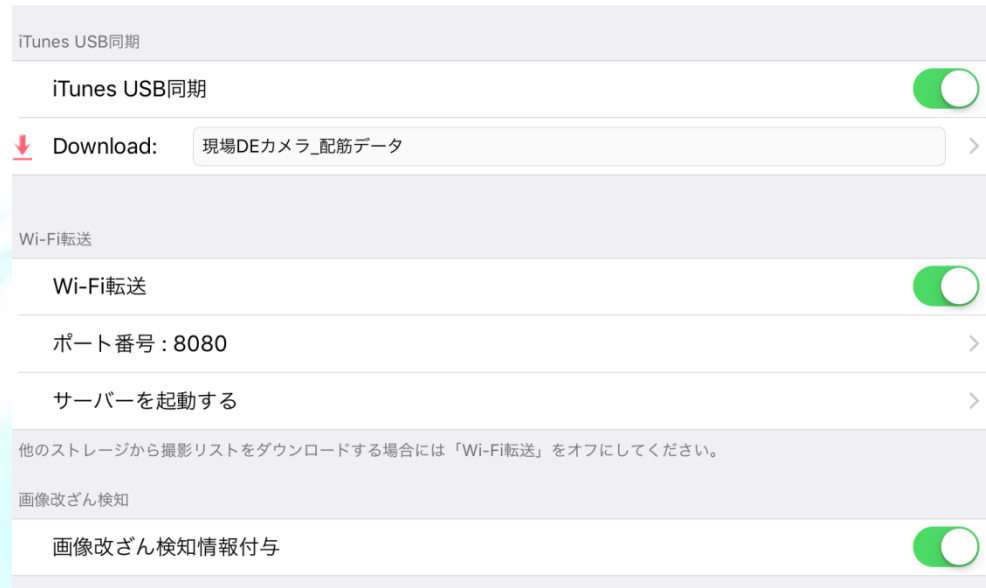 iTunes USB同期
iTunes USB同期
Download: 現場DEカメラ_配筋データ
Wi-Fi転送
Wi-Fi転送
ポート番号 : 8080
サーバーを起動する
他のストレージから撮影リストをダウンロードする場合には「Wi-Fi転送」をオフにしてください。
画像改ざん検知
画像改ざん検知情報付与